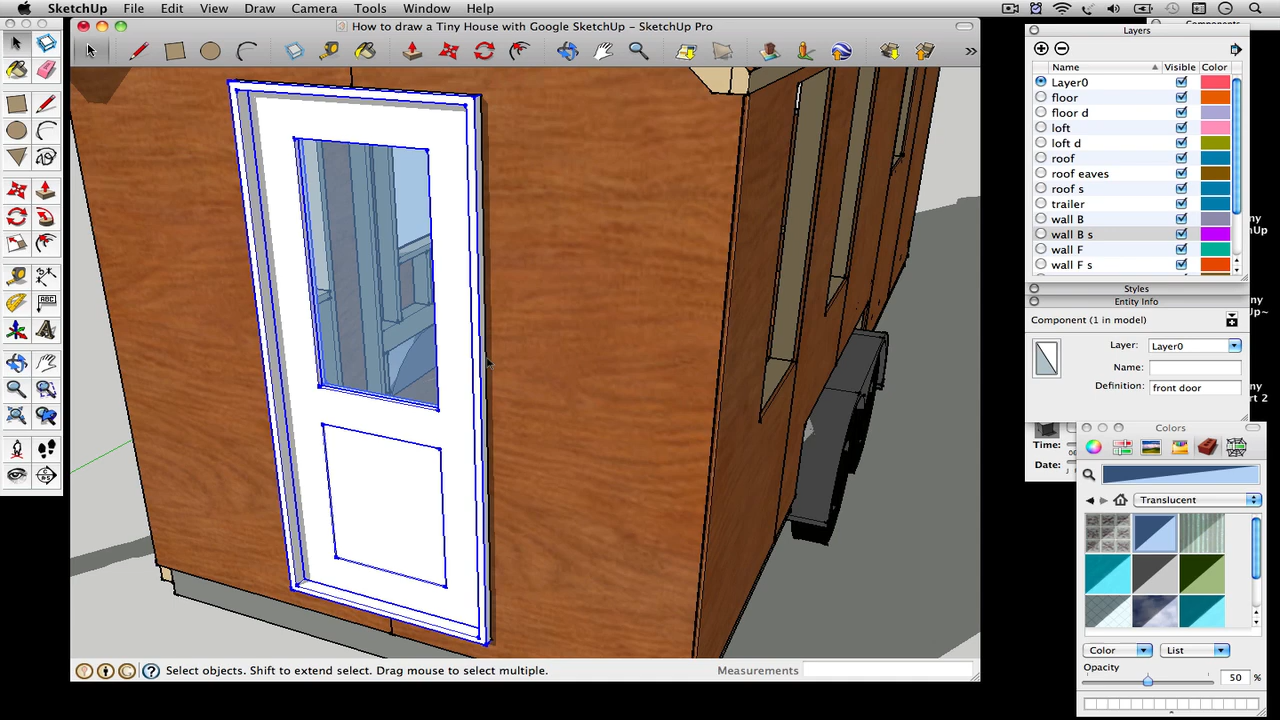 SketchUp File Edit View Draw Camera Tools Window Help
How to draw a Tiny House with Google SketchUp - SketchUp Pro
Layers
Name Visible Color
Layer0
floor
floor d
loft
loft d
roof
roof eaves
roof s
trailer
wall B
wall B s
wall F
wall F s
Styles
Entity Info
Component (1 in model)
Layer: Layer0
Name:
Definition: front door
Colors
Time:
Date:
Translucent
Color List
Opacity
50 %
ABC
Select objects. Shift to extend select. Drag mouse to select multiple. Measurements